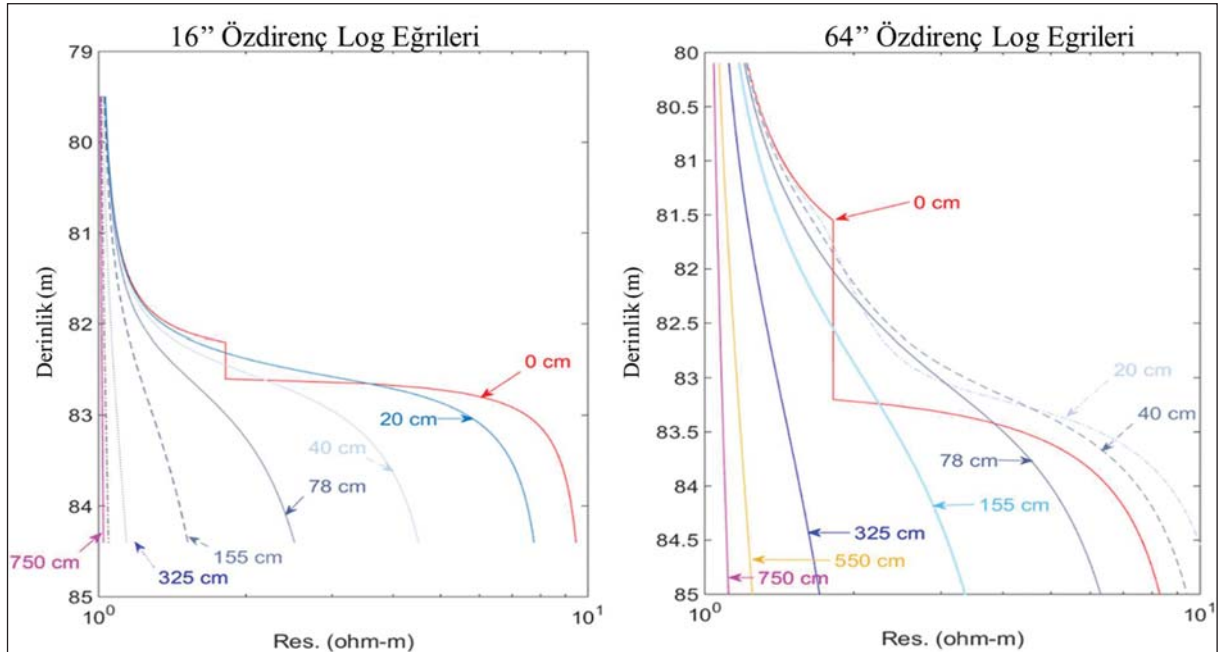 16’’ Özdirenç Log Eğrileri
79
80
81
82
83
84
85
Derinlik (m)
0 cm
20 cm
40 cm
78 cm
155 cm
325 cm
750 cm
10⁰
10¹
Res. (ohm-m)
64’’ Özdirenç Log Egrileri
80
80.5
81
81.5
82
82.5
83
83.5
84
84.5
85
Derinlik (m)
0 cm
20 cm
40 cm
78 cm
155 cm
325 cm
550 cm
750 cm
10⁰
10¹
Res. (ohm-m)